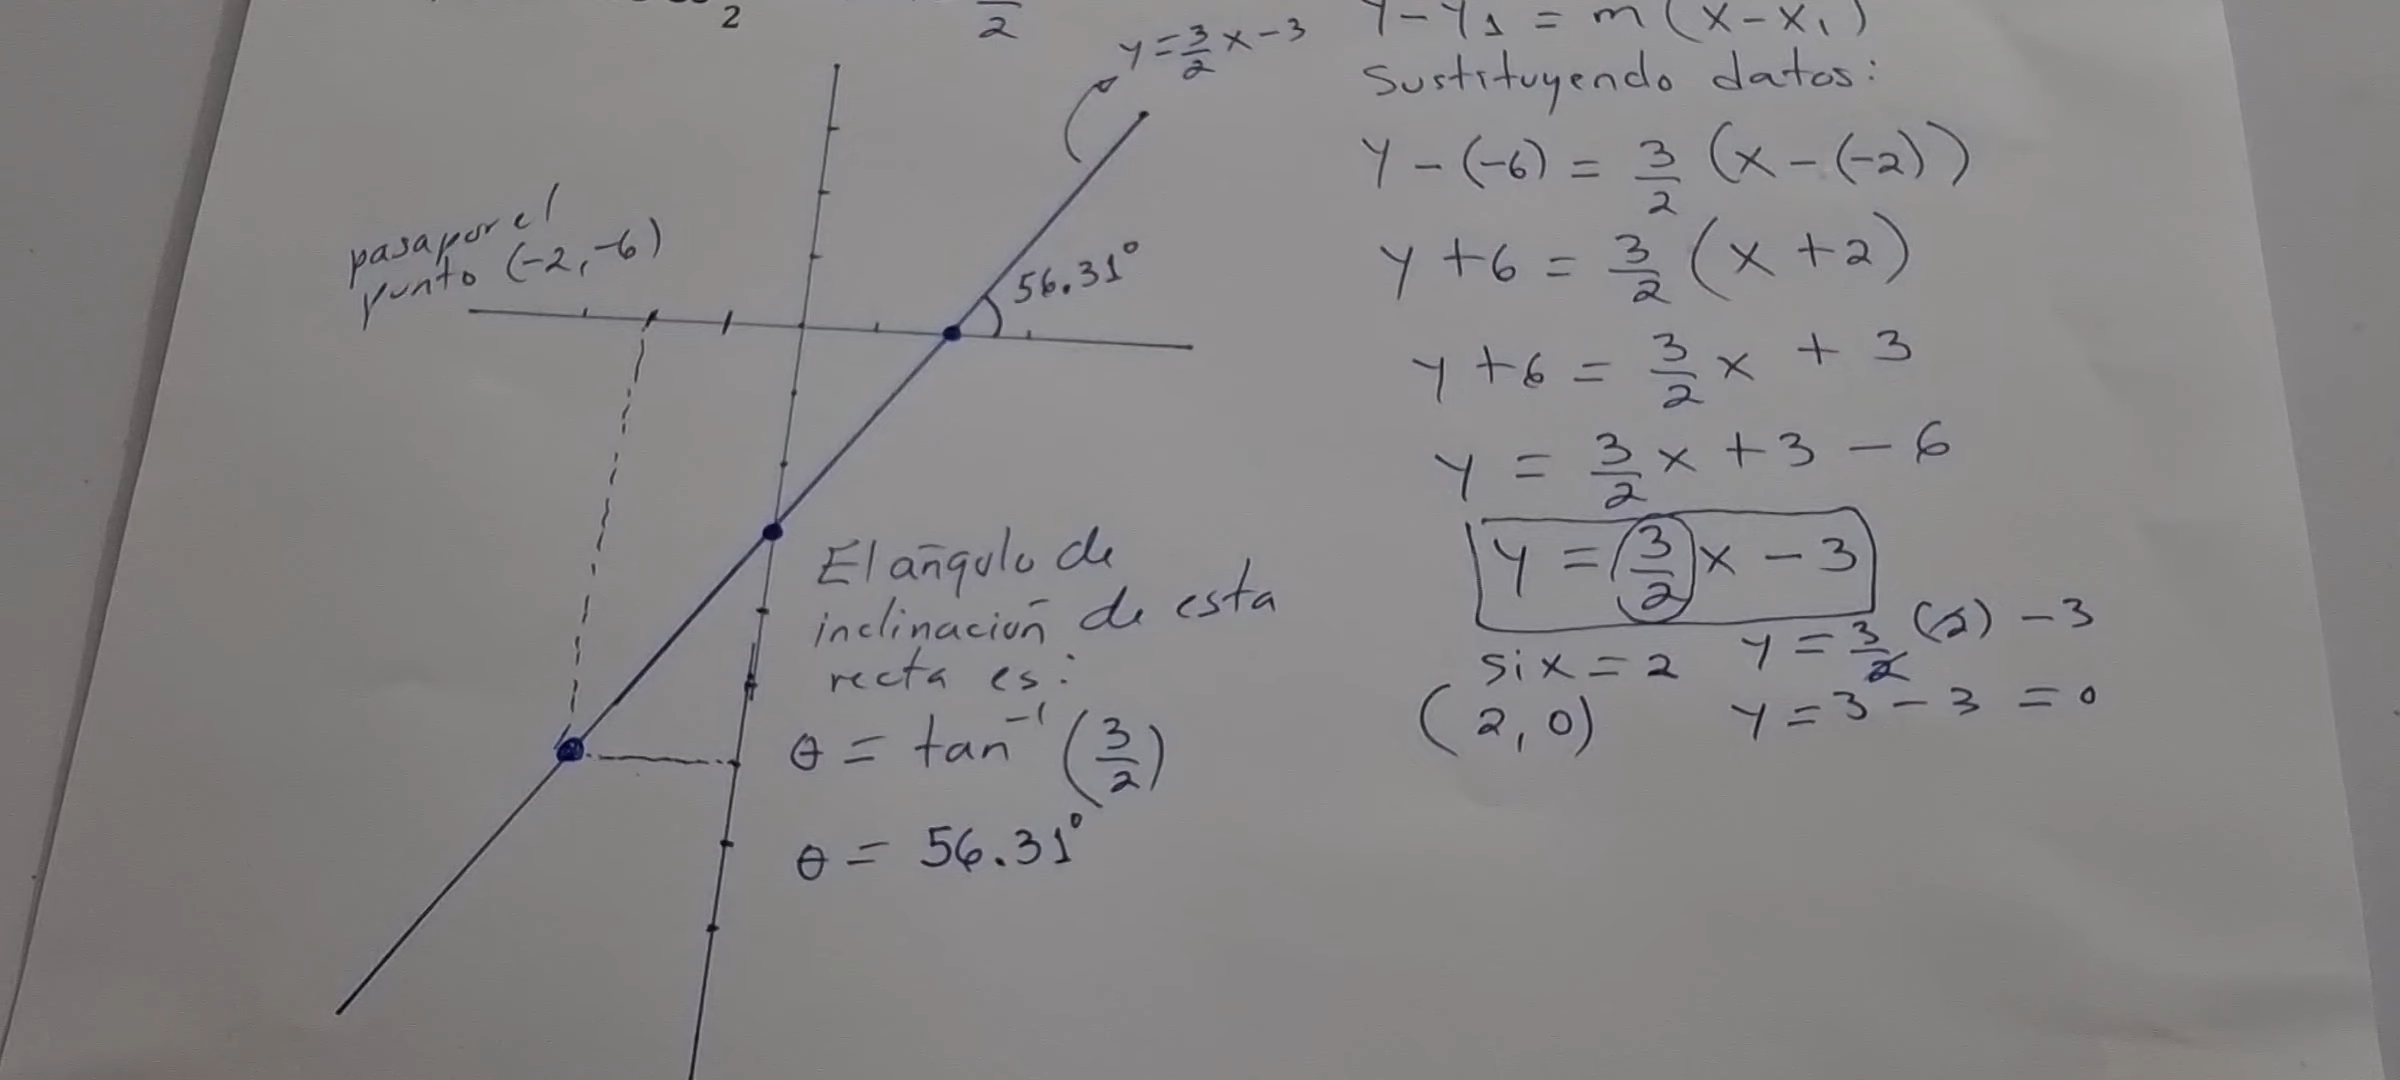 2
2
y = 3/2 x - 3
pasa por el
punto (-2, -6)
56.31°
El angulo de
inclinación de esta
recta es:
θ = tan⁻¹ (3/2)
θ = 56.31°
Y - Y1 = m (X - X1)
Sustituyendo datos:
Y - (-6) = 3/2 (X - (-2))
y + 6 = 3/2 (x + 2)
y + 6 = 3/2 x + 3
y = 3/2 x + 3 - 6
Y = 3/2 x - 3
si x = 2
(2, 0)
y = 3/2 (2) - 3
y = 3 - 3 = 0